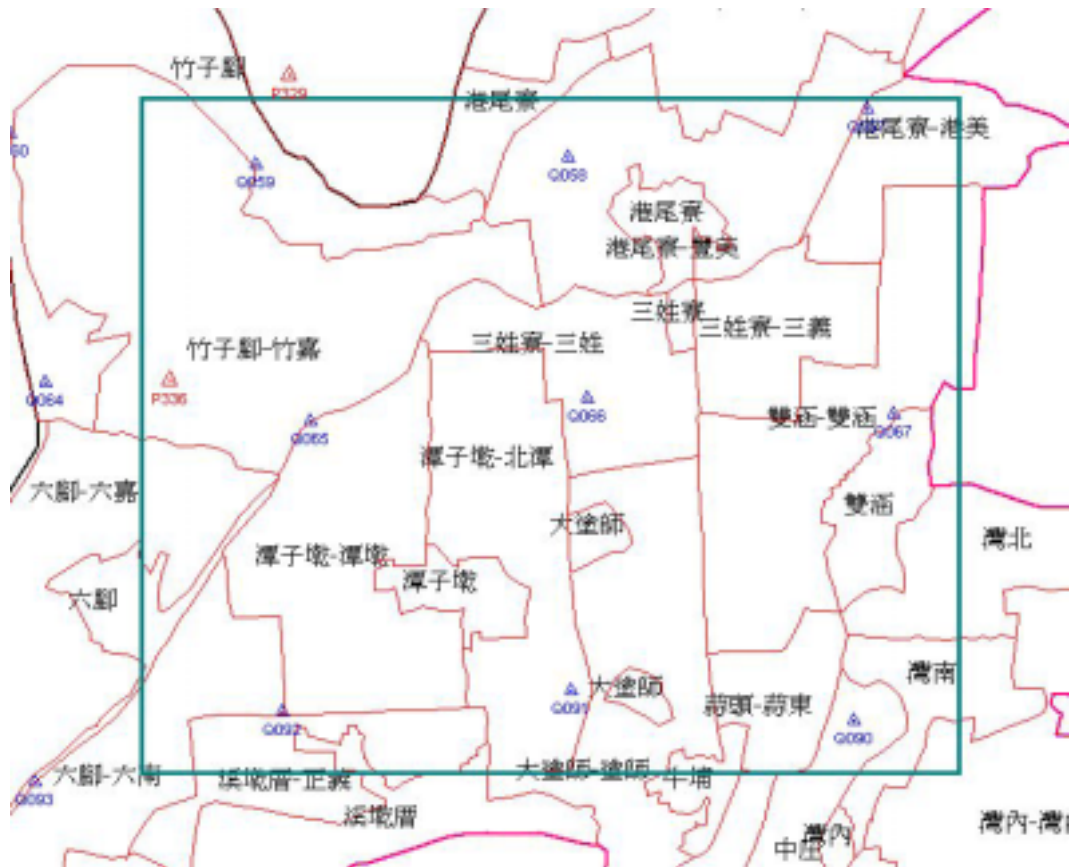 竹子腳
P329
港尾寮
港尾寮-港美
Q059
Q058
港尾寮
港尾寮-豐美
三姓寮
三姓寮-三義
三姓寮-三姓
竹子腳-竹嘉
P336
Q064
Q065
Q066
雙涵-雙涵
Q067
潭子墘-北潭
六腳-六嘉
雙涵
大塗師
灣北
潭子墘-潭墘
潭子墘
六腳
灣南
大塗師
蒜頭-蒜東
Q091
Q092
Q090
六腳-六南
Q093
溪墘厝-正義
大塗師-塗師
牛埔
溪墘厝
灣內
中庄